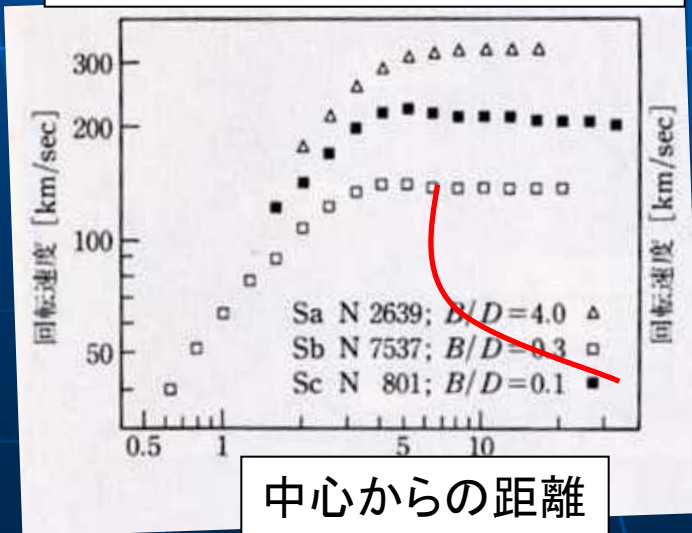 300
200
100
50
回転速度 [km/sec]
回転速度 [km/sec]
Sa N 2639; B/D=4.0 △
Sb N 7537; B/D=0.3 □
Sc N 801; B/D=0.1 ■
0.5 1 5 10
中心からの距離